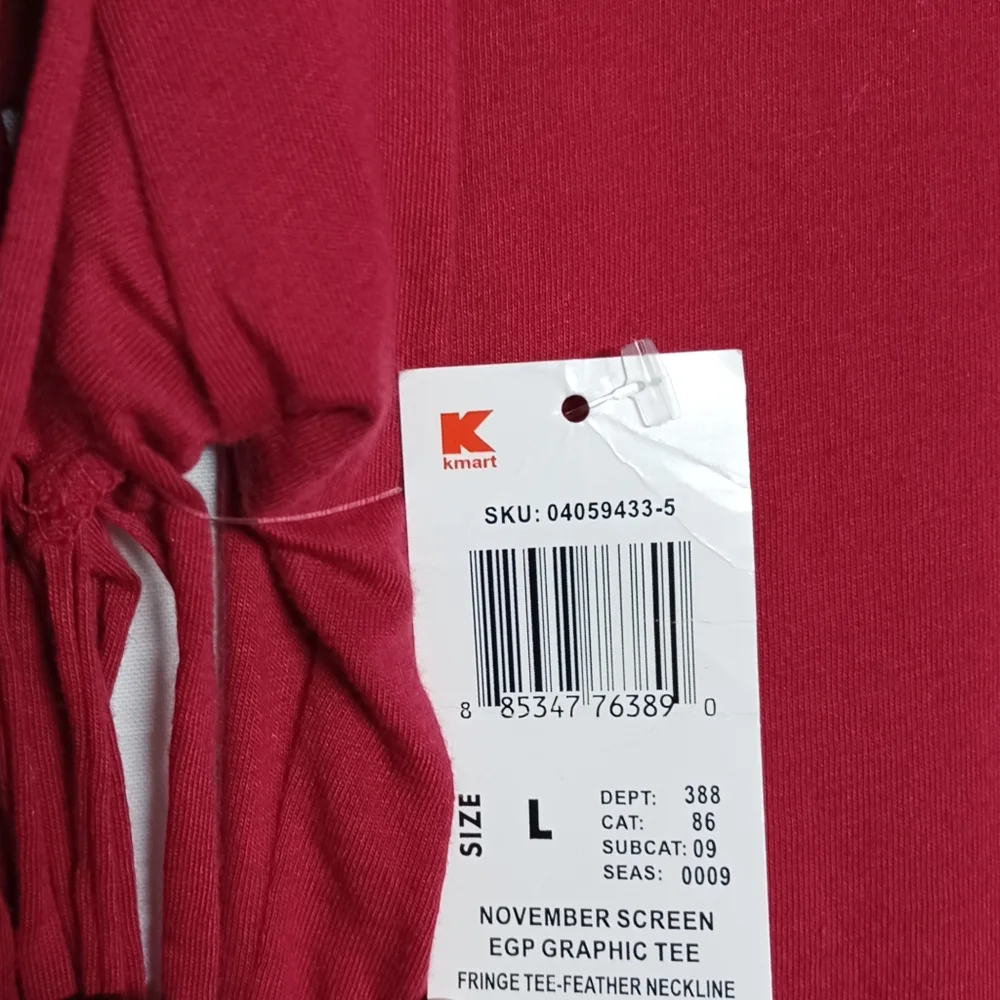 K
kmart
SKU: 04059433-5
8 85347 76389 0
SIZE L
DEPT: 388
CAT: 86
SUBCAT: 09
SEAS: 0009
NOVEMBER SCREEN
EGP GRAPHIC TEE
FRINGE TEE-FEATHER NECKLINE